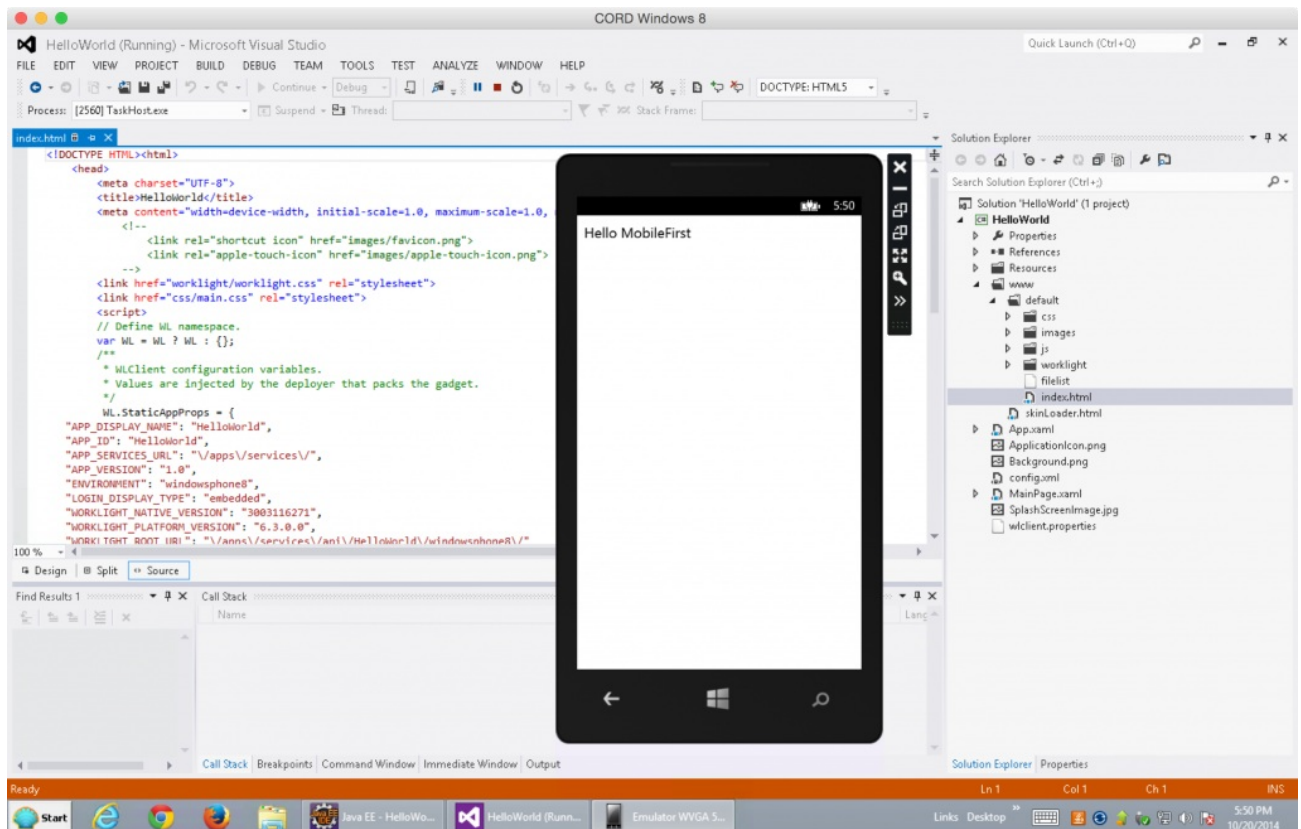 CORD Windows 8
HelloWorld (Running) - Microsoft Visual Studio
Quick Launch (Ctrl+Q)
FILE EDIT VIEW PROJECT BUILD DEBUG TEAM TOOLS TEST ANALYZE WINDOW HELP
Continue Debug DOCTYPE: HTML5
Process: [2560] TaskHost.exe Suspend Thread: Stack Frame:
index.html
<!DOCTYPE HTML><html>
<head>
<meta charset="UTF-8">
<title>HelloWorld</title>
<meta content="width=device-width, initial-scale=1.0, maximum-scale=1.0,
<!--
<link rel="shortcut icon" href="images/favicon.png">
<link rel="apple-touch-icon" href="images/apple-touch-icon.png">
-->
<link href="worklight/worklight.css" rel="stylesheet">
<link href="css/main.css" rel="stylesheet">
<script>
// Define WL namespace.
var WL = WL ? WL : {};
/**
* WLClient configuration variables.
* Values are injected by the deployer that packs the gadget.
*/
WL.StaticAppProps = {
"APP_DISPLAY_NAME": "HelloWorld",
"APP_ID": "HelloWorld",
"APP_SERVICES_URL": "\/apps\/services\/",
"APP_VERSION": "1.0",
"ENVIRONMENT": "windowsphone8",
"LOGIN_DISPLAY_TYPE": "embedded",
"WORKLIGHT_NATIVE_VERSION": "3003116271",
"WORKLIGHT_PLATFORM_VERSION": "6.3.0.0",
"WORKLIGHT_ROOT_URL": "\/apps\/services\/api\/HelloWorld\/windowsphone8\/"
100 %
Design Split Source
5:50
Hello MobileFirst
Solution Explorer
Search Solution Explorer (Ctrl+;)
Solution 'HelloWorld' (1 project)
HelloWorld
Properties
References
Resources
www
default
css
images
js
worklight
filelist
index.html
skinLoader.html
App.xaml
ApplicationIcon.png
Background.png
config.xml
MainPage.xaml
SplashScreenImage.jpg
wlclient.properties
Find Results 1
Call Stack
Name
Lang
Call Stack Breakpoints Command Window Immediate Window Output
Solution Explorer Properties
Ready Ln 1 Col 1 Ch 1 INS
Start Java EE - HelloWo... HelloWorld (Runn... Emulator WVGA 5... Links Desktop
5:50 PM
10/20/2014